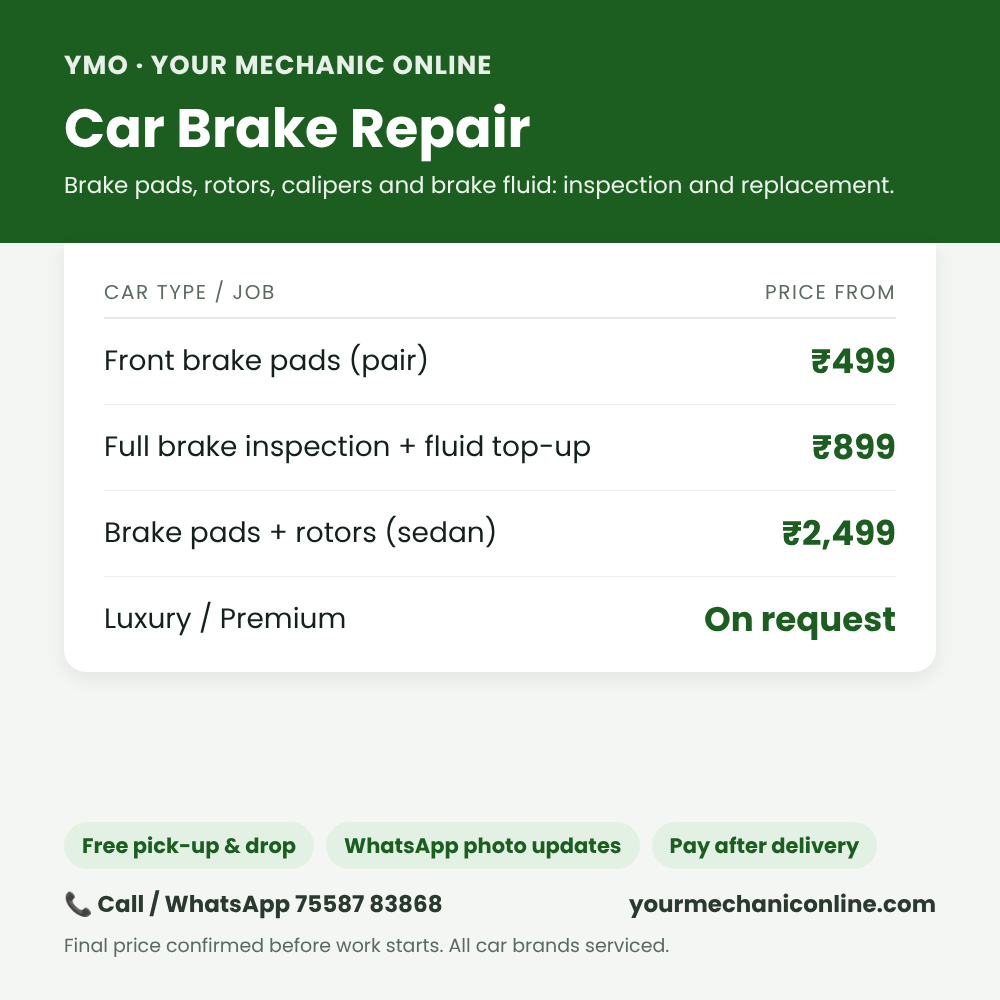 YMO · YOUR MECHANIC ONLINE
Car Brake Repair
Brake pads, rotors, calipers and brake fluid: inspection and replacement.
CAR TYPE / JOB PRICE FROM
Front brake pads (pair) ₹499
Full brake inspection + fluid top-up ₹899
Brake pads + rotors (sedan) ₹2,499
Luxury / Premium On request
Free pick-up & drop WhatsApp photo updates Pay after delivery
📞 Call / WhatsApp 75587 83868 yourmechaniconline.com
Final price confirmed before work starts. All car brands serviced.